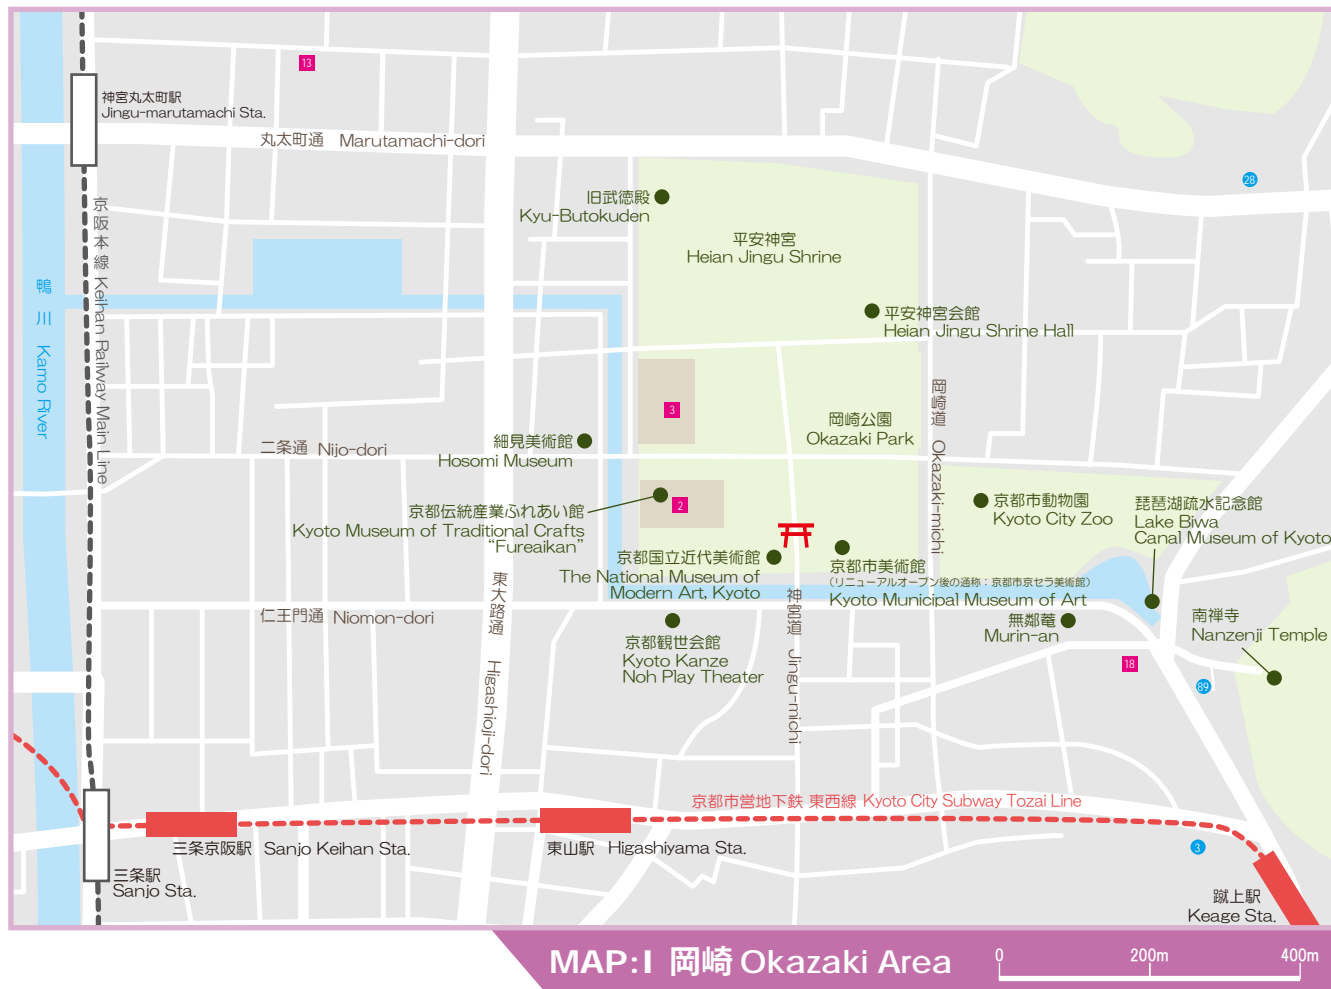 13
神宮丸太町駅
Jingu-marutamachi Sta.
丸太町通 Marutamachi-dori
28
京阪本線 Keihan Railway Main Line
旧武徳殿
Kyu-Butokuden
平安神宮
Heian Jingu Shrine
鴨川 Kamo River
平安神宮会館
Heian Jingu Shrine Hall
3
岡崎公園
Okazaki Park
岡崎道 Okazaki-michi
二条通 Nijo-dori
細見美術館
Hosomi Museum
2
京都伝統産業ふれあい館
Kyoto Museum of Traditional Crafts
“Fureaikan”
京都市動物園
Kyoto City Zoo
琵琶湖疏水記念館
Lake Biwa
Canal Museum of Kyoto
京都国立近代美術館
The National Museum of
Modern Art, Kyoto
京都市美術館
(リニューアルオープン後の通称：京都市京セラ美術館)
Kyoto Municipal Museum of Art
東大路通 Higashioji-dori
神宮道 Jingu-michi
仁王門通 Niomon-dori
無鄰菴
Murin-an
南禅寺
Nanzenji Temple
京都観世会館
Kyoto Kanze
Noh Play Theater
18
89
京都市営地下鉄 東西線 Kyoto City Subway Tozai Line
三条京阪駅 Sanjo Keihan Sta.
東山駅 Higashiyama Sta.
3
三条駅
Sanjo Sta.
蹴上駅
Keage Sta.
MAP:I 岡崎 Okazaki Area
0 200m 400m